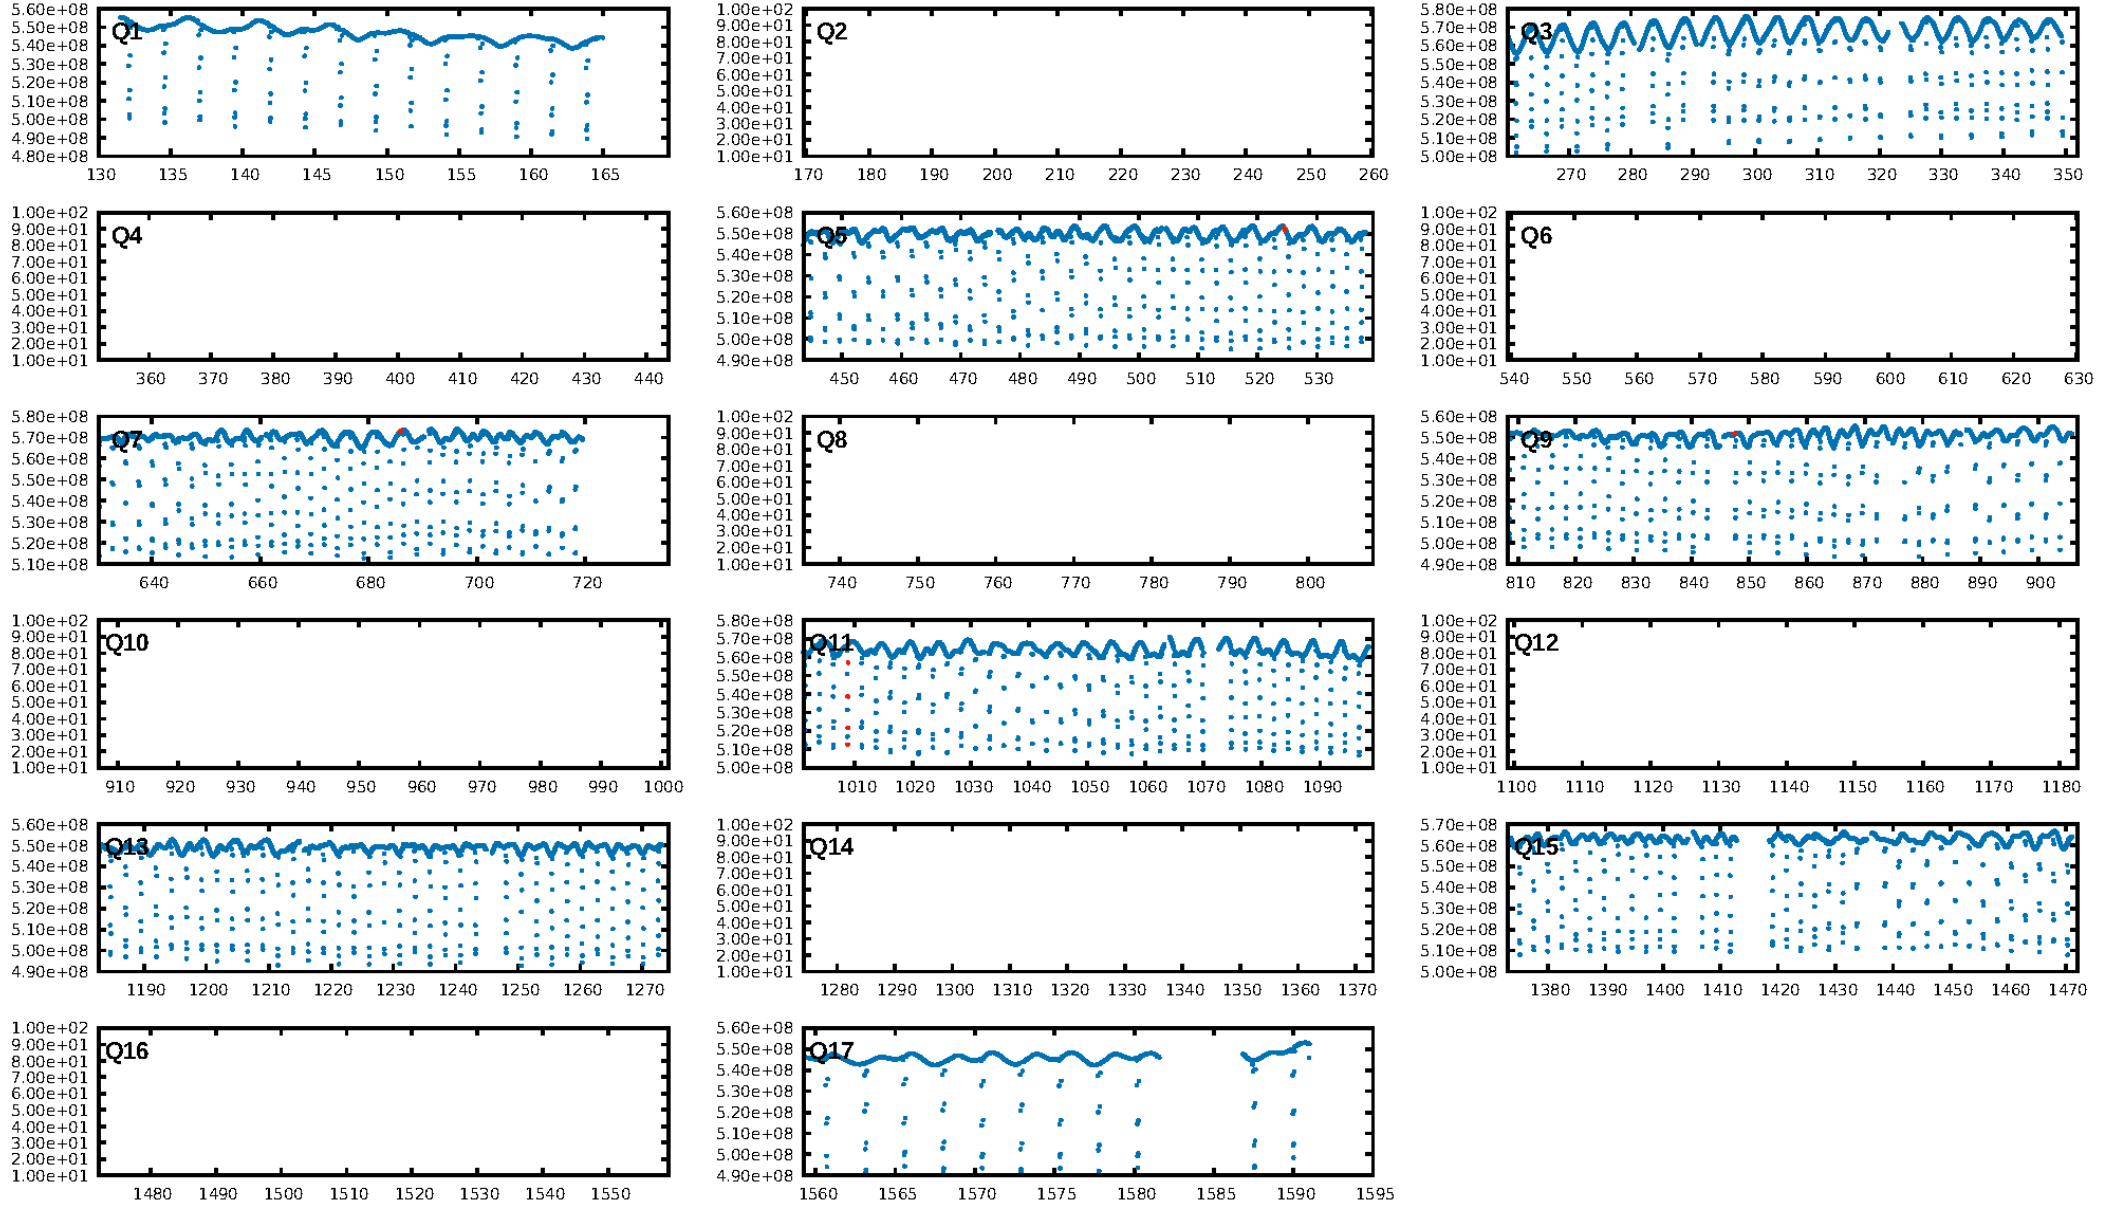 Q1
5.60e+08
5.50e+08
5.40e+08
5.30e+08
5.20e+08
5.10e+08
5.00e+08
4.90e+08
4.80e+08
130 135 140 145 150 155 160 165
Q2
1.00e+02
9.00e+01
8.00e+01
7.00e+01
6.00e+01
5.00e+01
4.00e+01
3.00e+01
2.00e+01
1.00e+01
170 180 190 200 210 220 230 240 250 260
Q3
5.80e+08
5.70e+08
5.60e+08
5.50e+08
5.40e+08
5.30e+08
5.20e+08
5.10e+08
5.00e+08
270 280 290 300 310 320 330 340 350
Q4
1.00e+02
9.00e+01
8.00e+01
7.00e+01
6.00e+01
5.00e+01
4.00e+01
3.00e+01
2.00e+01
1.00e+01
360 370 380 390 400 410 420 430 440
Q5
5.60e+08
5.50e+08
5.40e+08
5.30e+08
5.20e+08
5.10e+08
5.00e+08
4.90e+08
450 460 470 480 490 500 510 520 530
Q6
1.00e+02
9.00e+01
8.00e+01
7.00e+01
6.00e+01
5.00e+01
4.00e+01
3.00e+01
2.00e+01
1.00e+01
540 550 560 570 580 590 600 610 620 630
Q7
5.80e+08
5.70e+08
5.60e+08
5.50e+08
5.40e+08
5.30e+08
5.20e+08
5.10e+08
640 660 680 700 720
Q8
1.00e+02
9.00e+01
8.00e+01
7.00e+01
6.00e+01
5.00e+01
4.00e+01
3.00e+01
2.00e+01
1.00e+01
740 750 760 770 780 790 800
Q9
5.60e+08
5.50e+08
5.40e+08
5.30e+08
5.20e+08
5.10e+08
5.00e+08
4.90e+08
810 820 830 840 850 860 870 880 890 900
Q10
1.00e+02
9.00e+01
8.00e+01
7.00e+01
6.00e+01
5.00e+01
4.00e+01
3.00e+01
2.00e+01
1.00e+01
910 920 930 940 950 960 970 980 990 1000
Q11
5.80e+08
5.70e+08
5.60e+08
5.50e+08
5.40e+08
5.30e+08
5.20e+08
5.10e+08
5.00e+08
1010 1020 1030 1040 1050 1060 1070 1080 1090
Q12
1.00e+02
9.00e+01
8.00e+01
7.00e+01
6.00e+01
5.00e+01
4.00e+01
3.00e+01
2.00e+01
1.00e+01
1100 1110 1120 1130 1140 1150 1160 1170 1180
Q13
5.60e+08
5.50e+08
5.40e+08
5.30e+08
5.20e+08
5.10e+08
5.00e+08
4.90e+08
1190 1200 1210 1220 1230 1240 1250 1260 1270
Q14
1.00e+02
9.00e+01
8.00e+01
7.00e+01
6.00e+01
5.00e+01
4.00e+01
3.00e+01
2.00e+01
1.00e+01
1280 1290 1300 1310 1320 1330 1340 1350 1360 1370
Q15
5.70e+08
5.60e+08
5.50e+08
5.40e+08
5.30e+08
5.20e+08
5.10e+08
5.00e+08
1380 1390 1400 1410 1420 1430 1440 1450 1460 1470
Q16
1.00e+02
9.00e+01
8.00e+01
7.00e+01
6.00e+01
5.00e+01
4.00e+01
3.00e+01
2.00e+01
1.00e+01
1480 1490 1500 1510 1520 1530 1540 1550
Q17
5.60e+08
5.50e+08
5.40e+08
5.30e+08
5.20e+08
5.10e+08
5.00e+08
4.90e+08
1560 1565 1570 1575 1580 1585 1590 1595